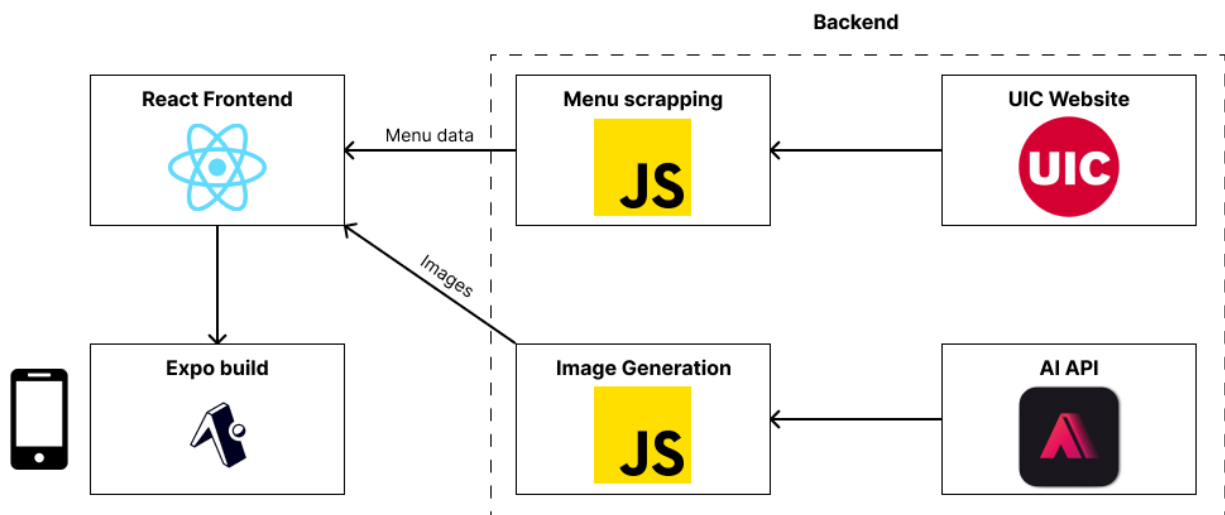 Backend
React Frontend
Menu data
Menu scrapping
JS
UIC Website
UIC
Images
Expo build
Image Generation
JS
AI API